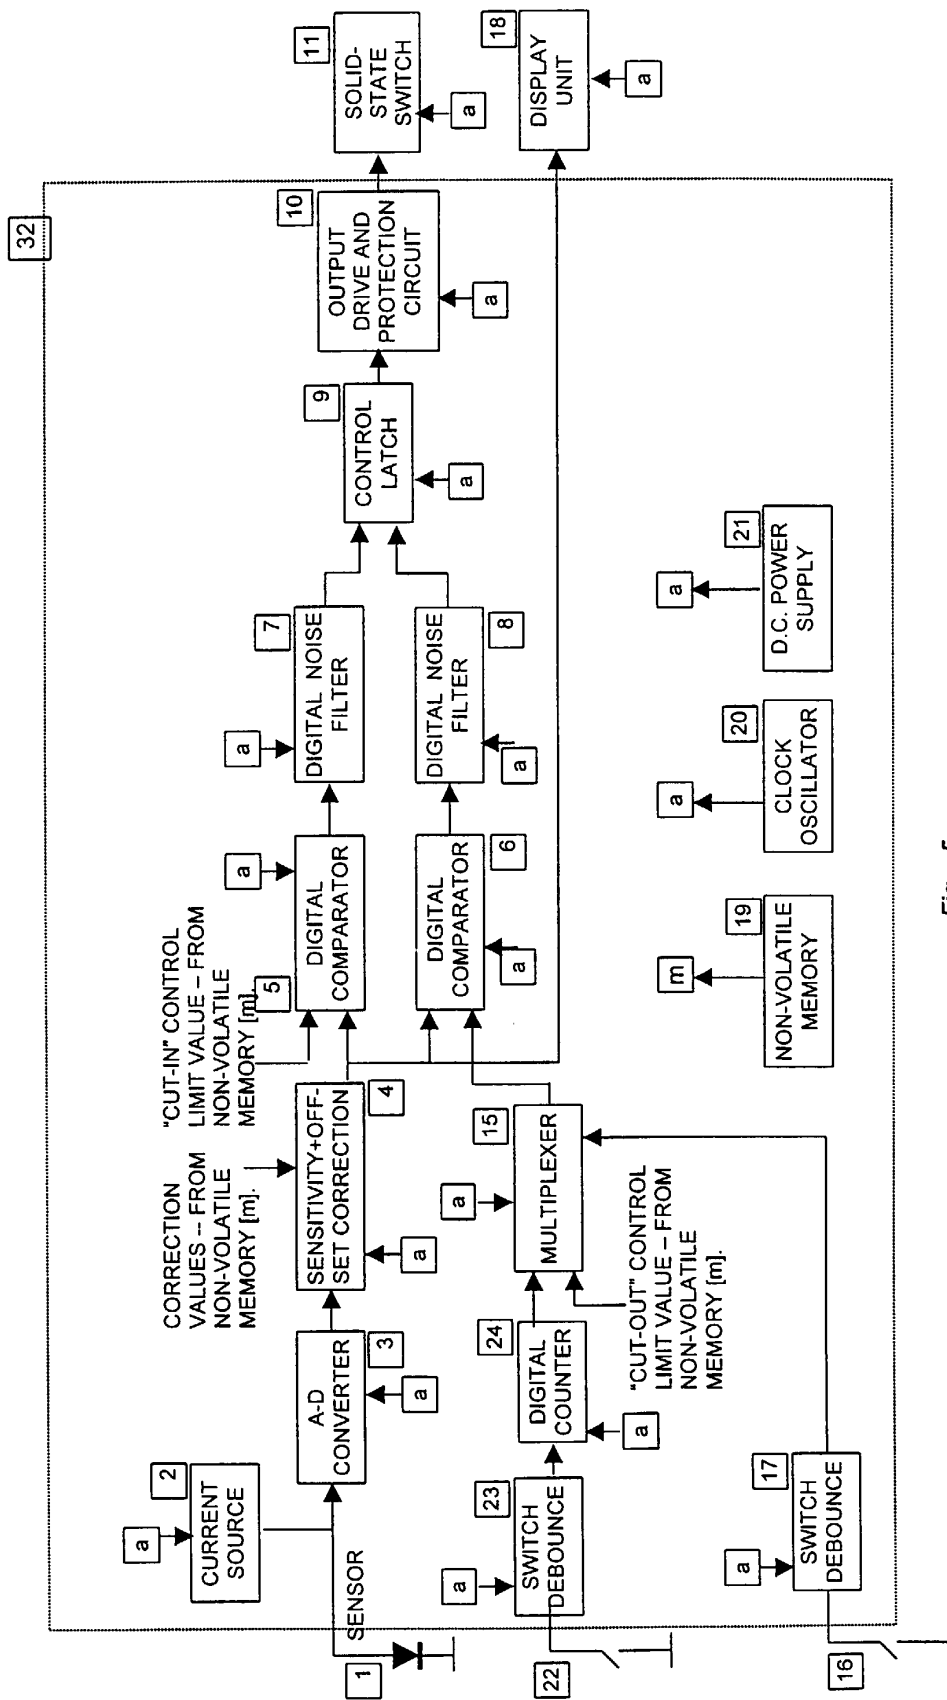 32
11
SOLID-
STATE
SWITCH
a
18
DISPLAY
UNIT
a
10
OUTPUT
DRIVE AND
PROTECTION
CIRCUIT
a
9
CONTROL
LATCH
a
7
DIGITAL NOISE
FILTER
a
8
DIGITAL NOISE
FILTER
a
5
DIGITAL
COMPARATOR
a
6
DIGITAL
COMPARATOR
a
"CUT-IN" CONTROL
LIMIT VALUE – FROM
NON-VOLATILE
MEMORY [m].
CORRECTION
VALUES -- FROM
NON-VOLATILE
MEMORY [m].
4
SENSITIVITY+OFF-
SET CORRECTION
a
3
A-D
CONVERTER
a
2
CURRENT
SOURCE
a
SENSOR
1
15
MULTIPLEXER
a
24
DIGITAL
COUNTER
a
"CUT-OUT" CONTROL
LIMIT VALUE – FROM
NON-VOLATILE
MEMORY [m].
23
SWITCH
DEBOUNCE
a
22
17
SWITCH
DEBOUNCE
a
16
19
NON-VOLATILE
MEMORY
m
20
CLOCK
OSCILLATOR
a
21
D.C. POWER
SUPPLY
a